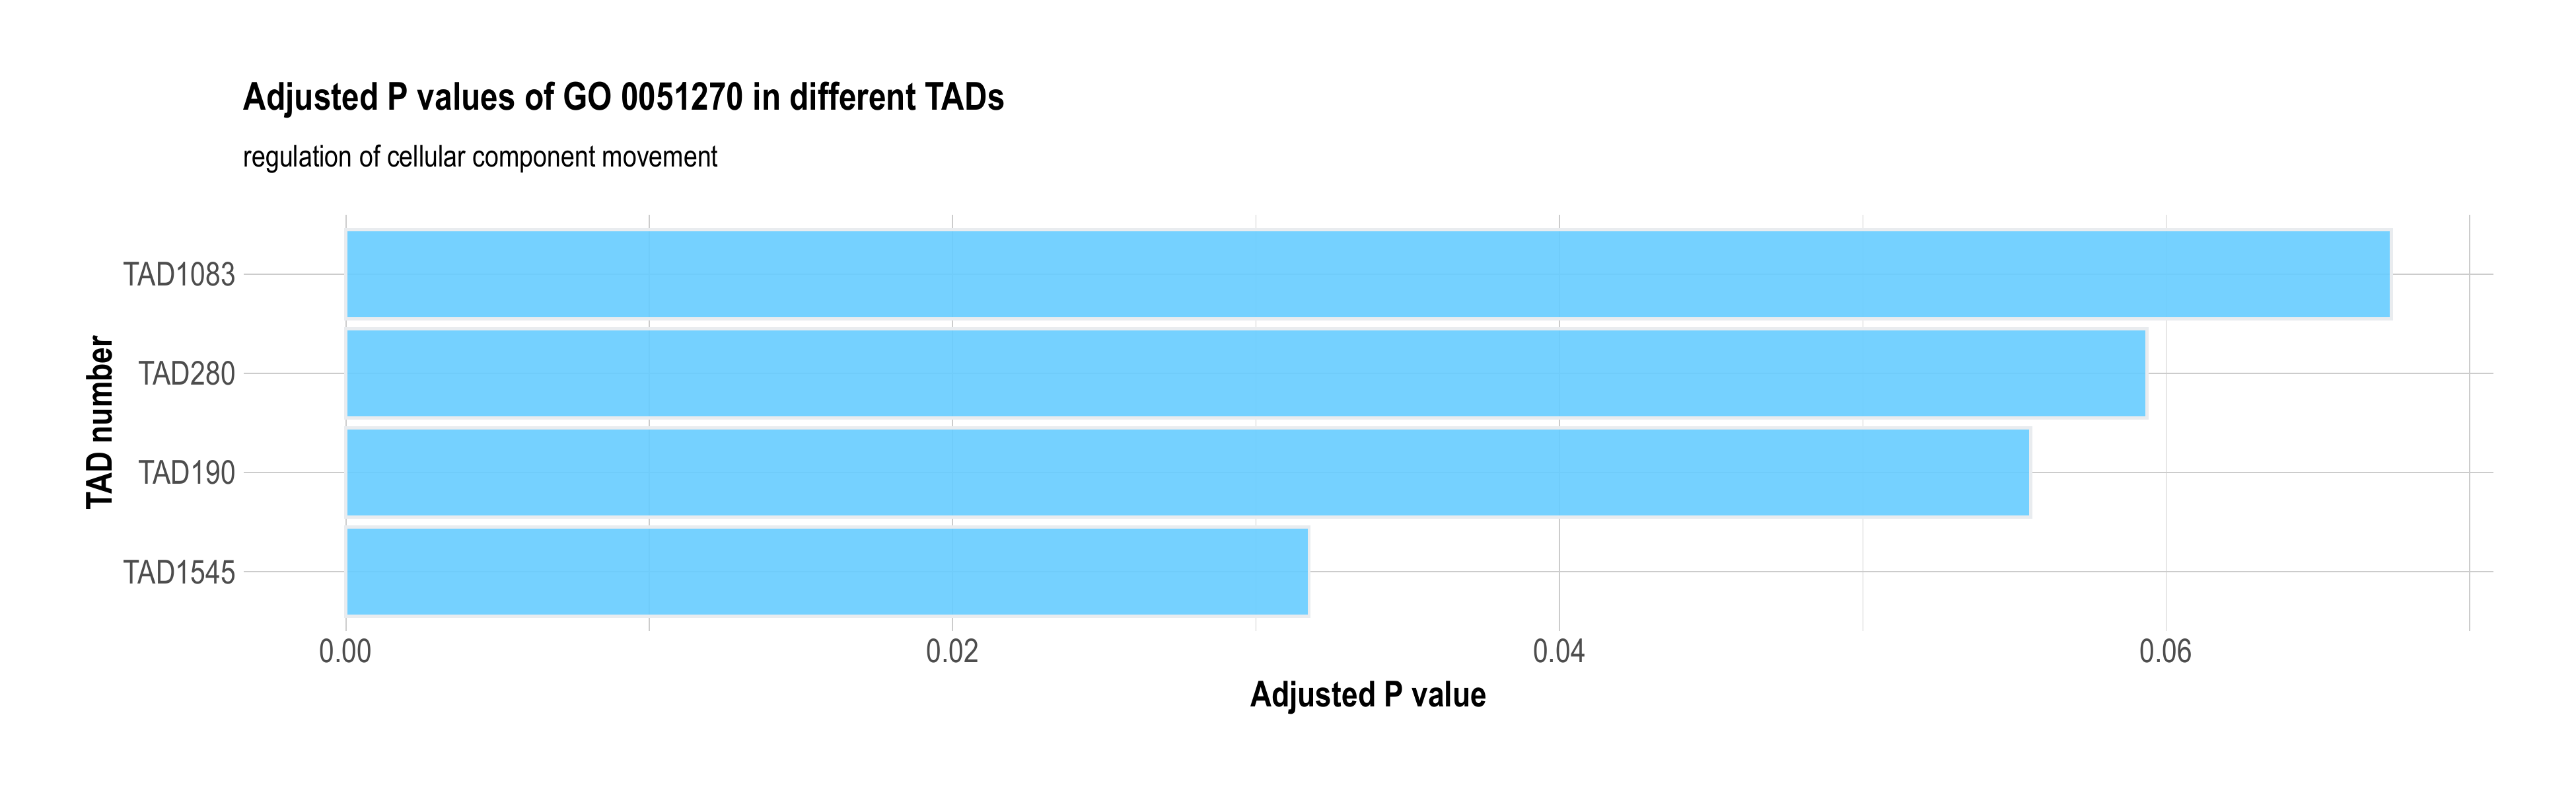 Adjusted P values of GO 0051270 in different TADs
regulation of cellular component movement
TAD number
TAD1083
TAD280
TAD190
TAD1545
0.00 0.02 0.04 0.06
Adjusted P value